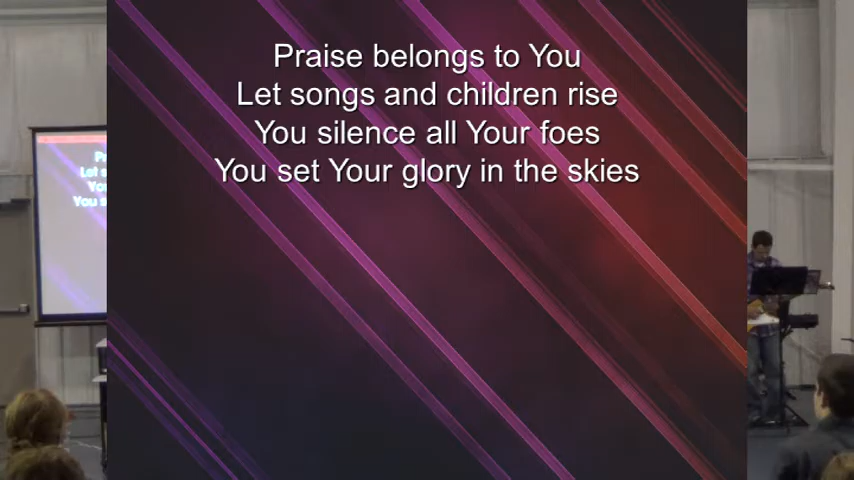 Praise belongs to You
Let songs and children rise
You silence all Your foes
You set Your glory in the skies